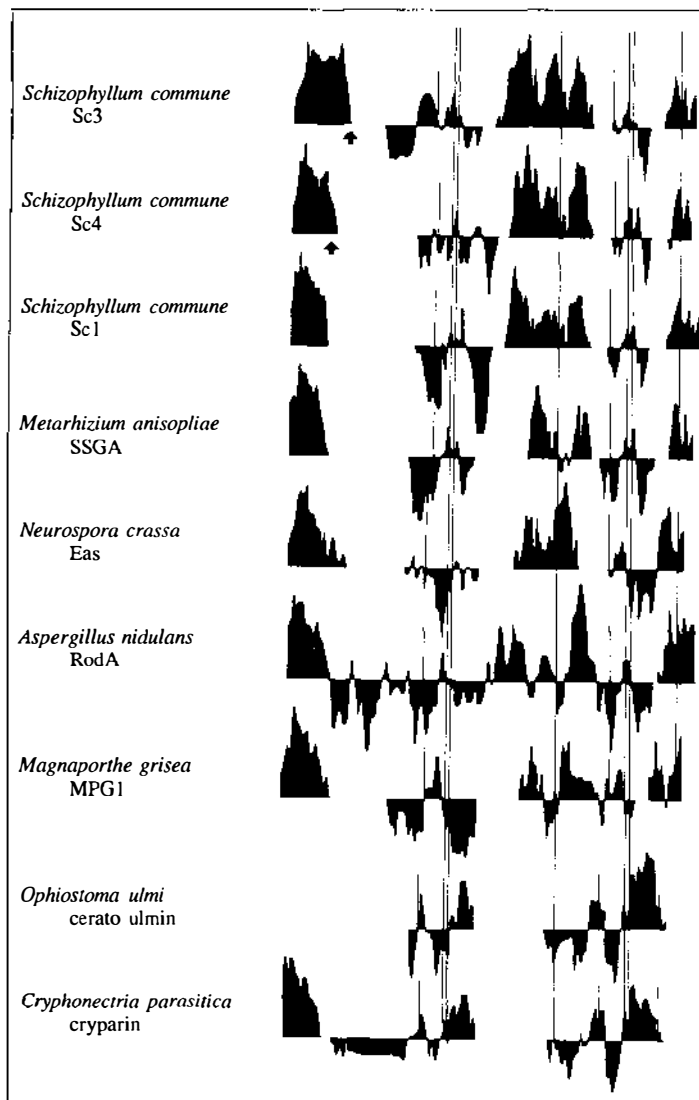 Schizophyllum commune
Sc3
Schizophyllum commune
Sc4
Schizophyllum commune
Sc1
Metarhizium anisopliae
SSGA
Neurospora crassa
Eas
Aspergillus nidulans
RodA
Magnaporthe grisea
MPG1
Ophiostoma ulmi
cerato ulmin
Cryphonectria parasitica
cryparin